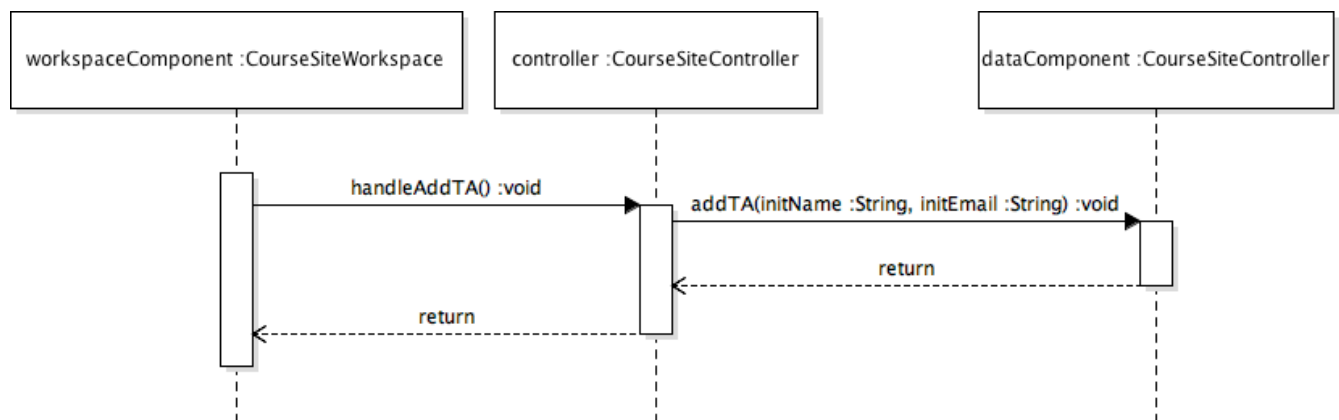 workspaceComponent :CourseSiteWorkspace
controller :CourseSiteController
dataComponent :CourseSiteController
handleAddTA() :void
addTA(initName :String, initEmail :String) :void
return
return